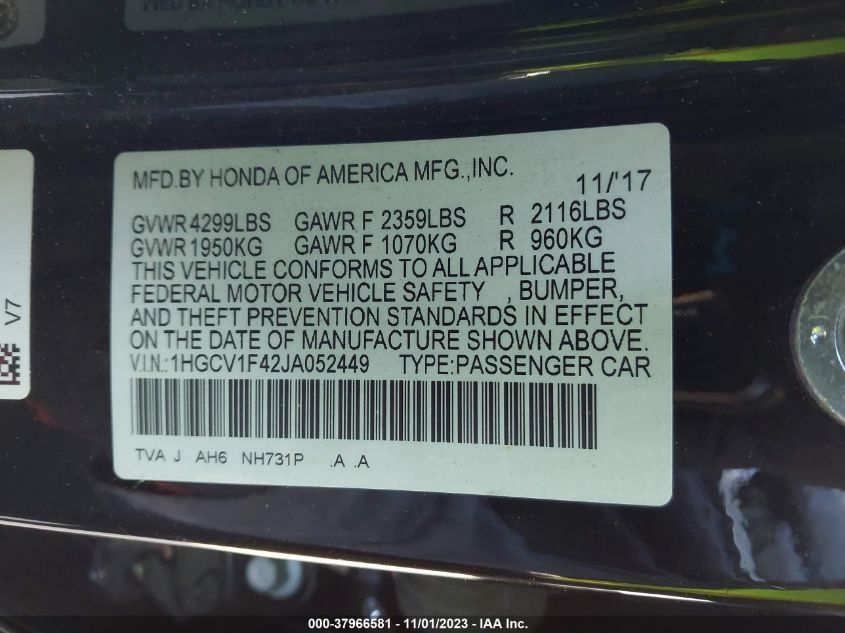 MFD.BY HONDA OF AMERICA MFG.,INC. 11/'17
GVWR 4299LBS GAWR F 2359LBS R 2116LBS
GVWR 1950KG GAWR F 1070KG R 960KG
THIS VEHICLE CONFORMS TO ALL APPLICABLE
FEDERAL MOTOR VEHICLE SAFETY , BUMPER,
AND THEFT PREVENTION STANDARDS IN EFFECT
ON THE DATE OF MANUFACTURE SHOWN ABOVE.
V.I.N.:1HGCV1F42JA052449 TYPE:PASSENGER CAR
TVA J AH6 NH731P .A .A
V7
000-37966581 - 11/01/2023 - IAA Inc.